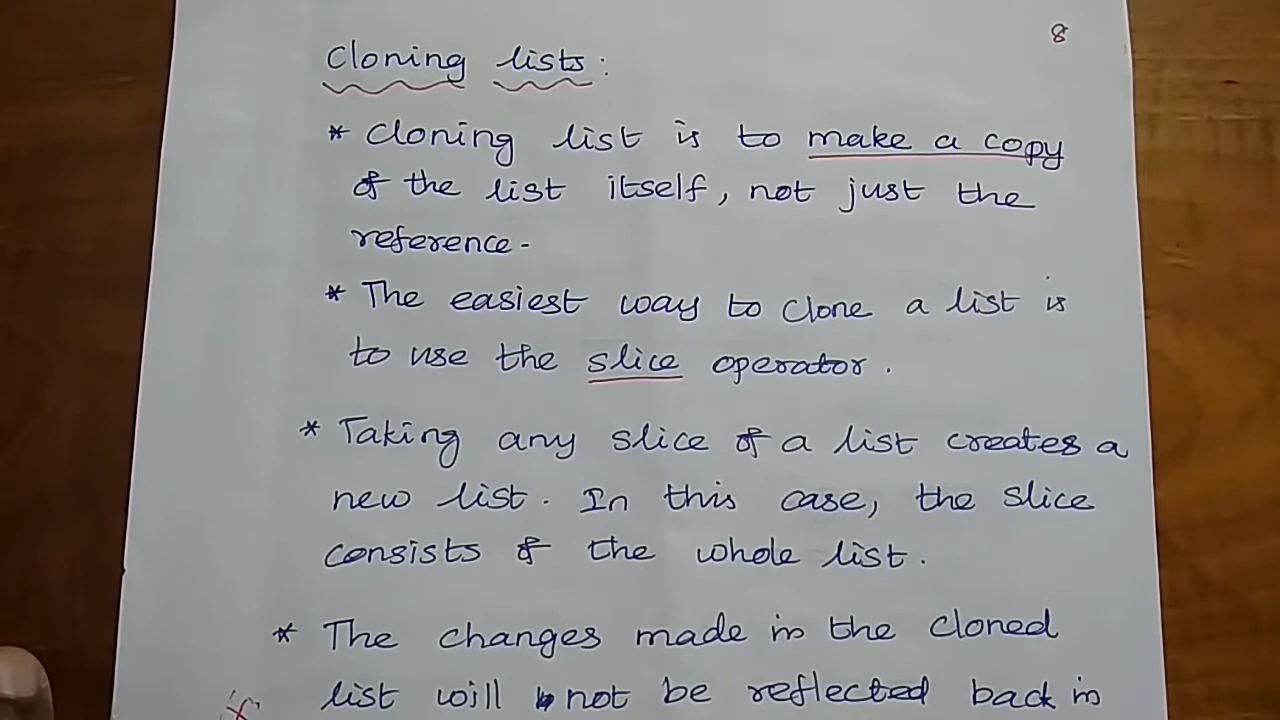 8
Cloning lists:
* Cloning list is to make a copy
of the list itself, not just the
reference.
* The easiest way to clone a list is
to use the slice operator.
* Taking any slice of a list creates a
new list. In this case, the slice
consists of the whole list.
* The changes made in the cloned
list will not be reflected back in